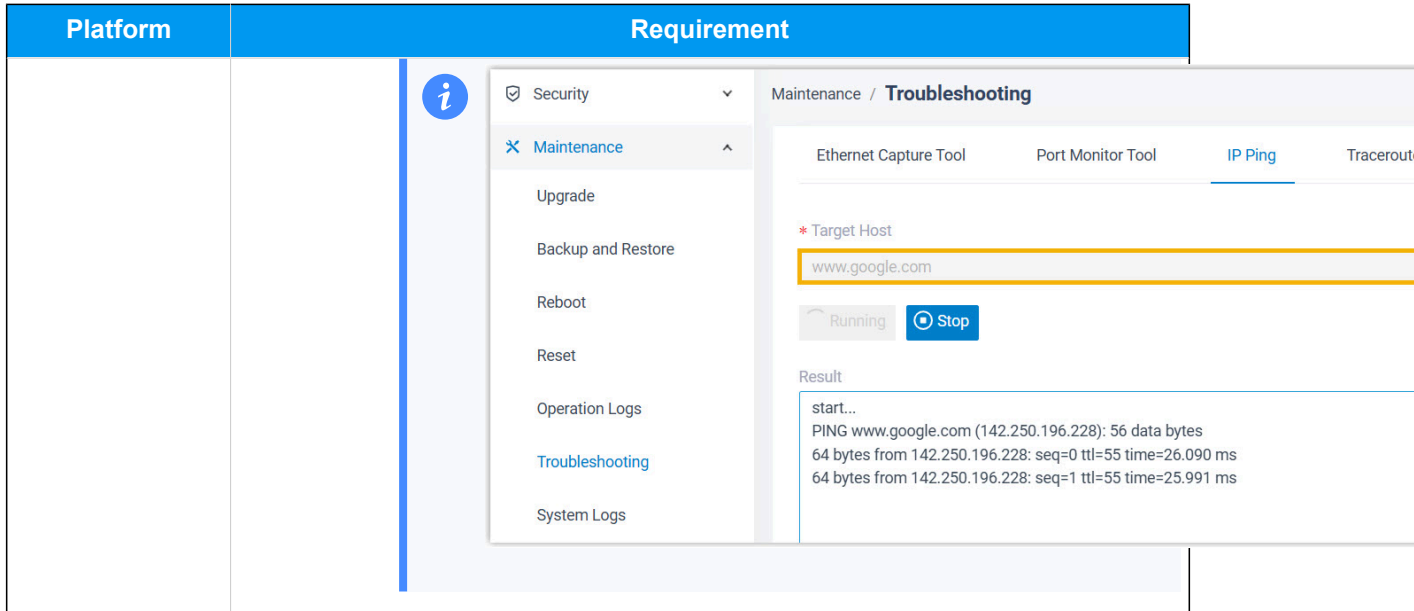 Platform Requirement
Security
Maintenance / Troubleshooting
Maintenance
Ethernet Capture Tool Port Monitor Tool IP Ping Traceroute
Upgrade
* Target Host
Backup and Restore
www.google.com
Reboot
Running Stop
Reset
Result
Operation Logs
start...
PING www.google.com (142.250.196.228): 56 data bytes
64 bytes from 142.250.196.228: seq=0 ttl=55 time=26.090 ms
Troubleshooting
64 bytes from 142.250.196.228: seq=1 ttl=55 time=25.991 ms
System Logs